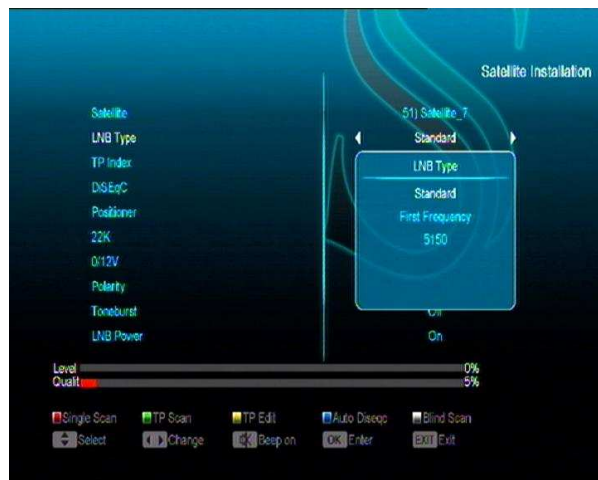 Satellite Installation
Satellite 51) Satellite_7
LNB Type Standard
TP Index
LNB Type
DiSEqC
Standard
Positioner
First Frequency
22K
5150
0/12V
Polarity
Toneburst Off
LNB Power On
Level 0%
Qualit 5%
Single Scan TP Scan TP Edit Auto Diseqc Blind Scan
Select Change Beep on OK Enter EXIT Exit